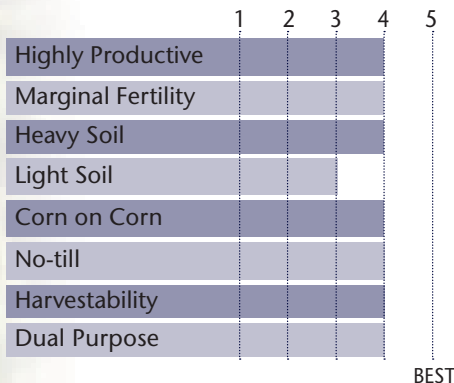 1 2 3 4 5
Highly Productive
Marginal Fertility
Heavy Soil
Light Soil
Corn on Corn
No-till
Harvestability
Dual Purpose
BEST